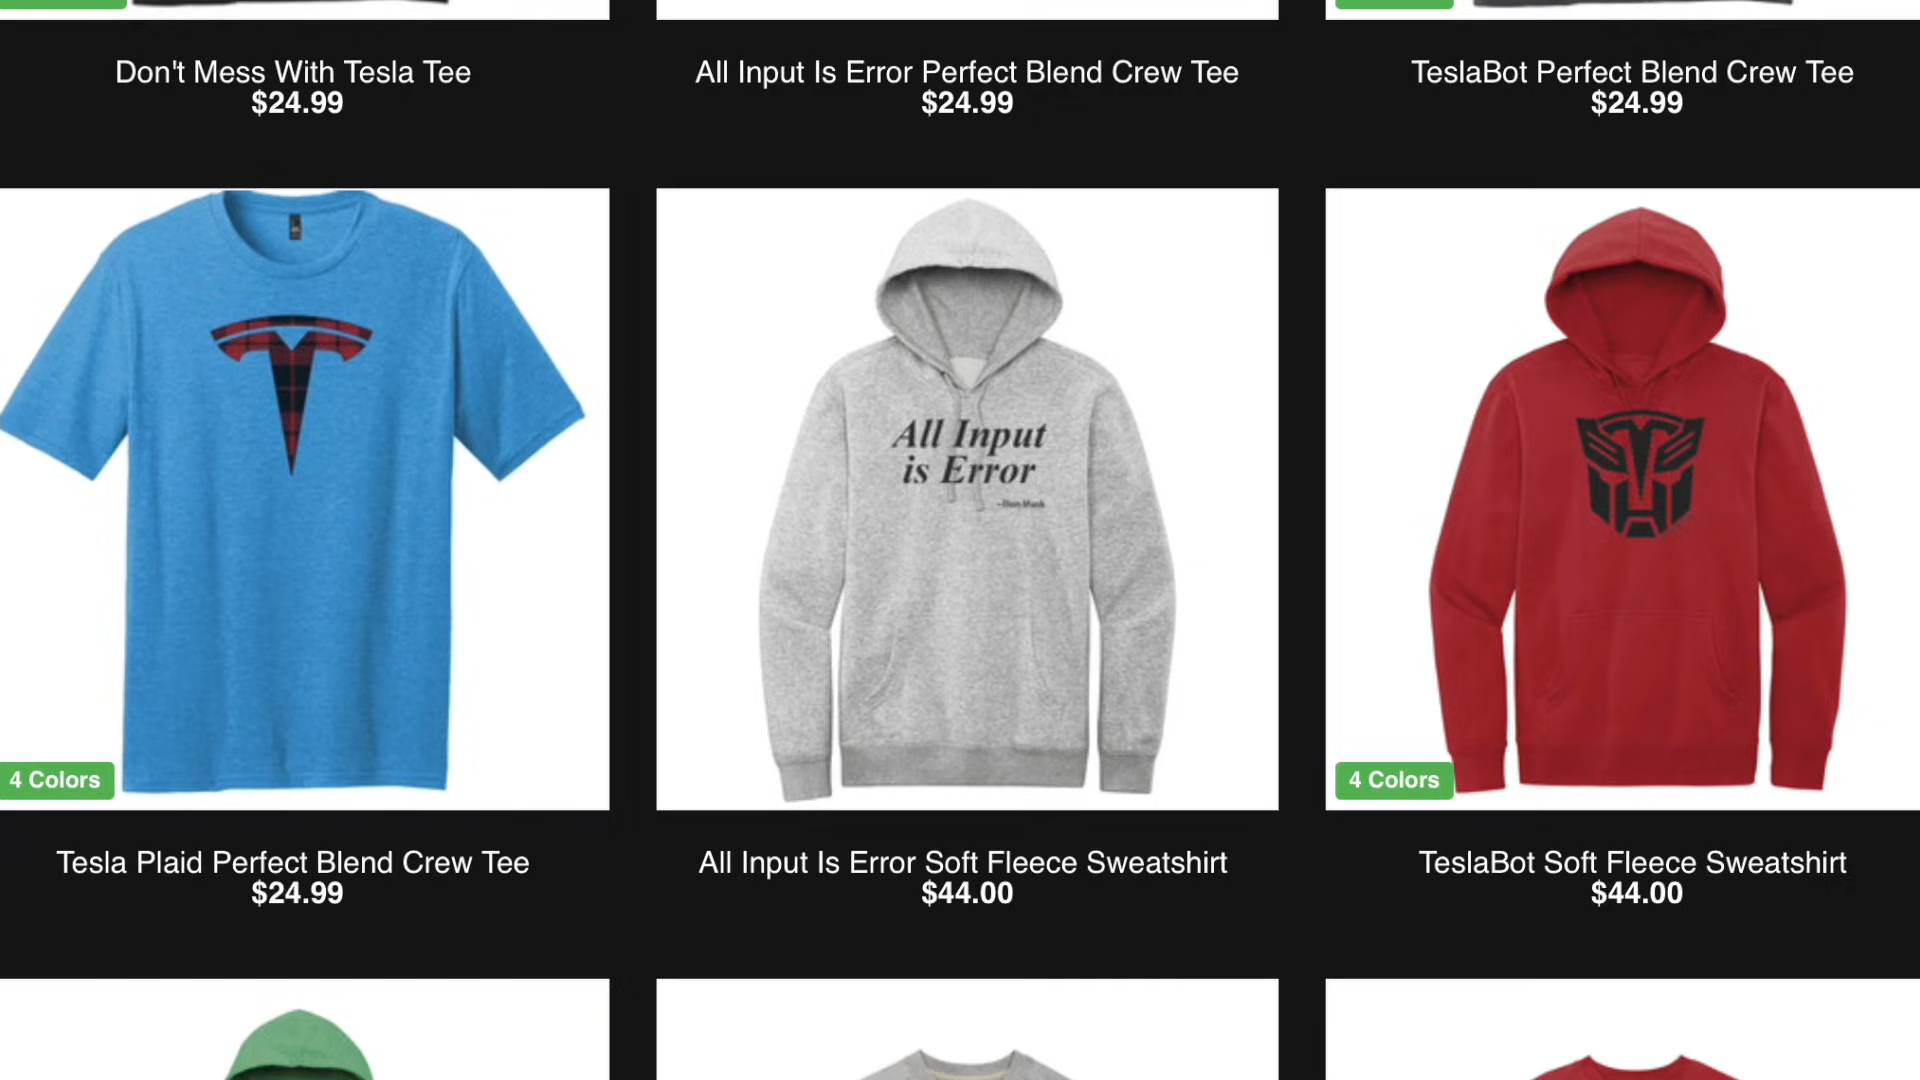 Don't Mess With Tesla Tee
$24.99
All Input Is Error Perfect Blend Crew Tee
$24.99
TeslaBot Perfect Blend Crew Tee
$24.99
All Input
is Error
–Elon Musk
4 Colors
4 Colors
Tesla Plaid Perfect Blend Crew Tee
$24.99
All Input Is Error Soft Fleece Sweatshirt
$44.00
TeslaBot Soft Fleece Sweatshirt
$44.00